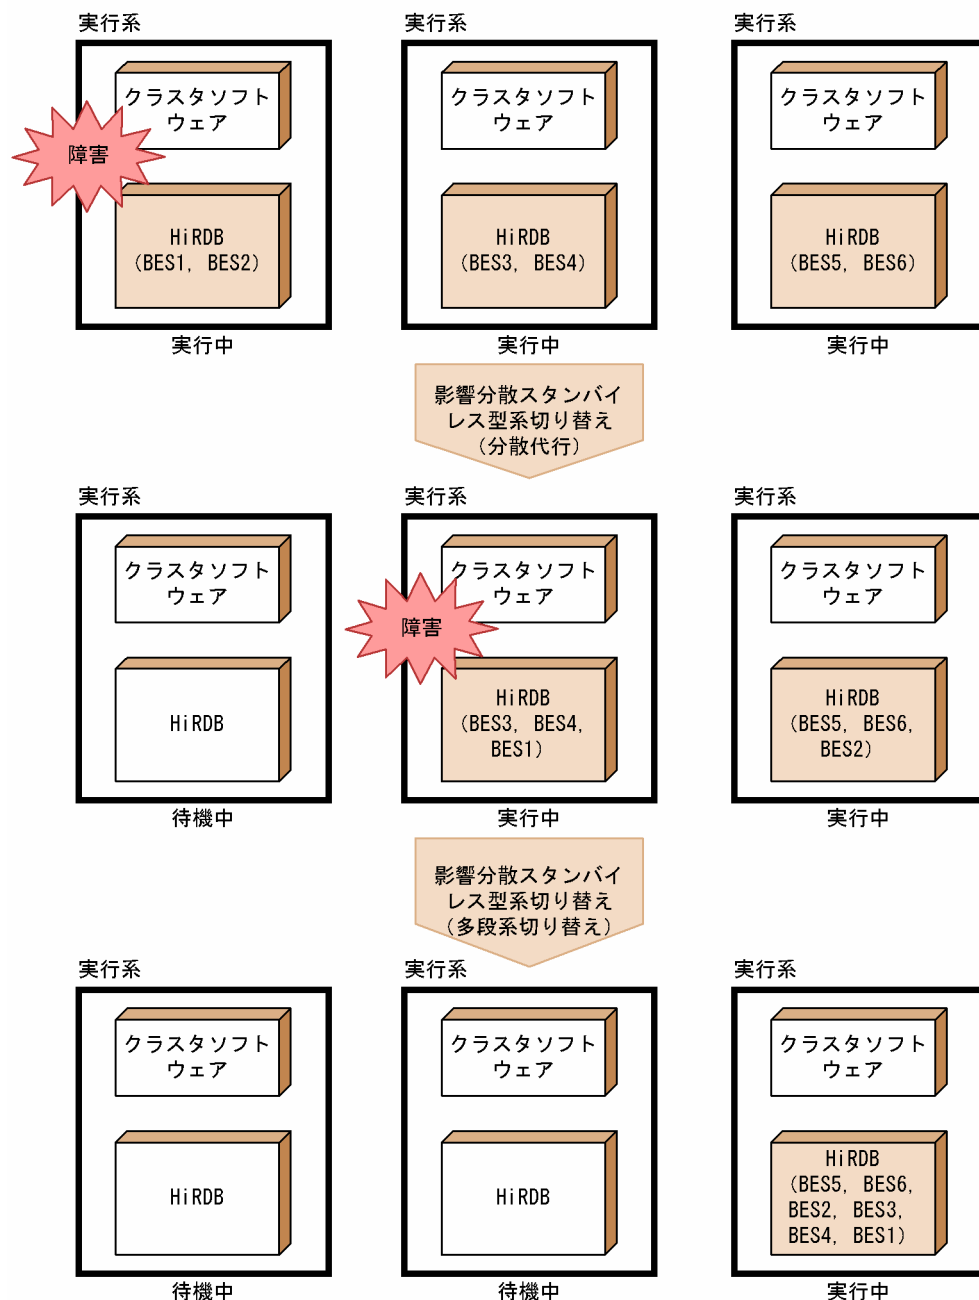 実行系
実行系
実行系
クラスタソフト
ウェア
クラスタソフト
ウェア
クラスタソフト
ウェア
障害
HiRDB
(BES1, BES2)
HiRDB
(BES3, BES4)
HiRDB
(BES5, BES6)
実行中
実行中
実行中
影響分散スタンバイ
レス型系切り替え
(分散代行)
実行系
実行系
実行系
クラスタソフト
ウェア
クラスタソフト
ウェア
クラスタソフト
ウェア
障害
HiRDB
HiRDB
(BES3, BES4,
BES1)
HiRDB
(BES5, BES6,
BES2)
待機中
実行中
実行中
影響分散スタンバイ
レス型系切り替え
(多段系切り替え)
実行系
実行系
実行系
クラスタソフト
ウェア
クラスタソフト
ウェア
クラスタソフト
ウェア
HiRDB
HiRDB
HiRDB
(BES5, BES6,
BES2, BES3,
BES4, BES1)
待機中
待機中
実行中